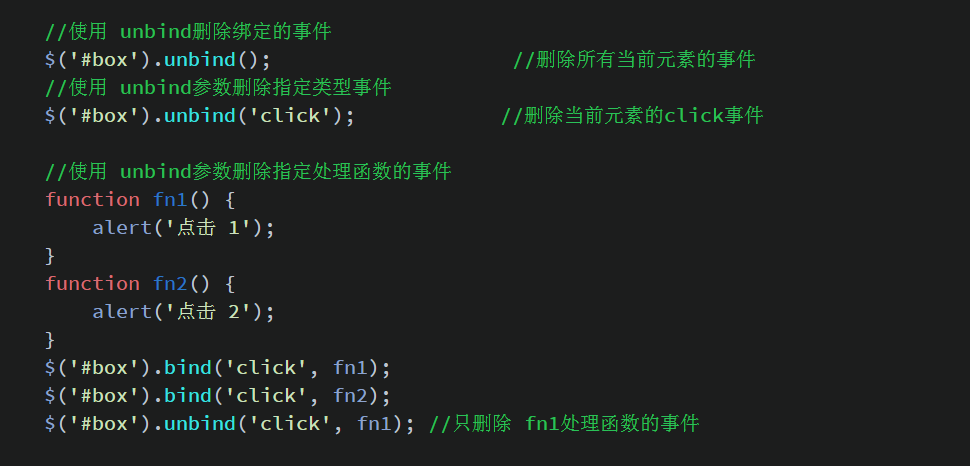 //使用 unbind删除绑定的事件
$('#box').unbind(); //删除所有当前元素的事件
//使用 unbind参数删除指定类型事件
$('#box').unbind('click'); //删除当前元素的click事件
//使用 unbind参数删除指定处理函数的事件
function fn1() {
alert('点击 1');
}
function fn2() {
alert('点击 2');
}
$('#box').bind('click', fn1);
$('#box').bind('click', fn2);
$('#box').unbind('click', fn1); //只删除 fn1处理函数的事件